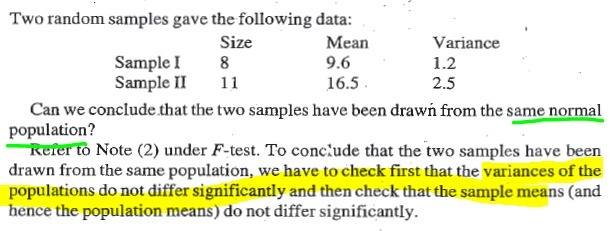 Two random samples gave the following data:
Size Mean Variance
Sample I 8 9.6 1.2
Sample II 11 16.5 2.5
Can we conclude that the two samples have been drawn from the same normal
population?
Refer to Note (2) under F-test. To conclude that the two samples have been
drawn from the same population, we have to check first that the variances of the
populations do not differ significantly and then check that the sample means (and
hence the population means) do not differ significantly.